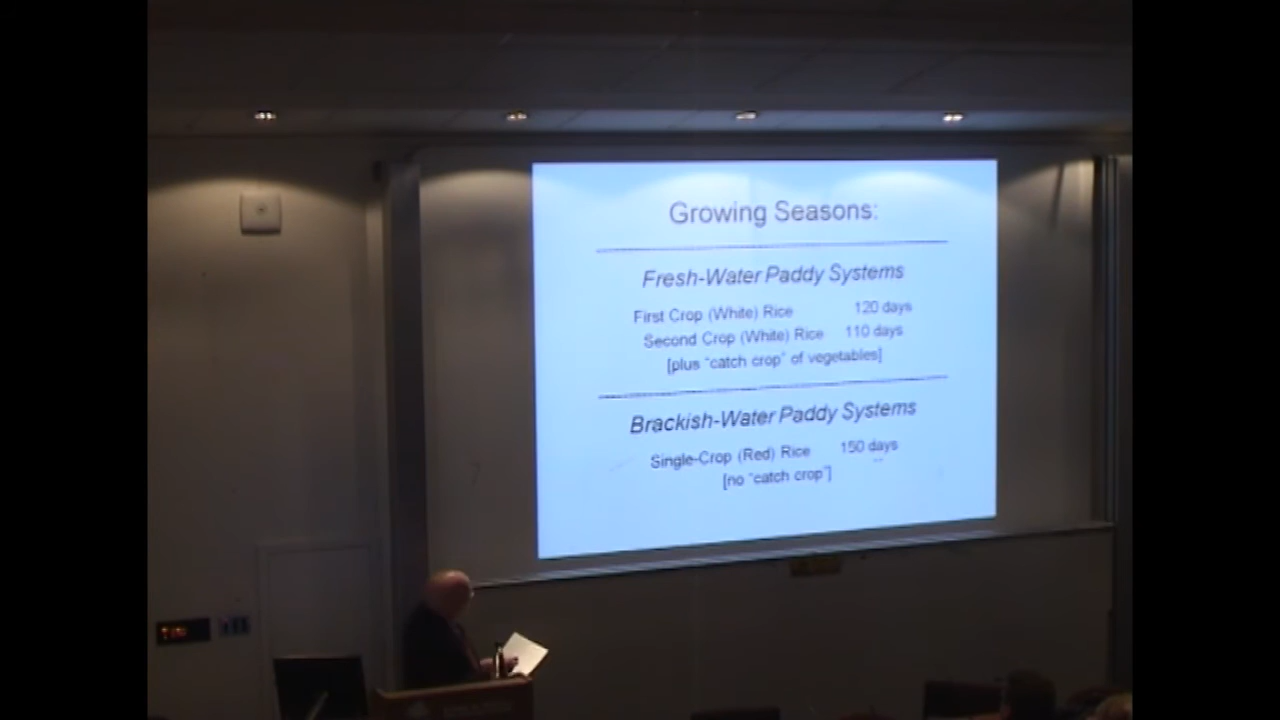 Growing Seasons:
Fresh-Water Paddy Systems
First Crop (White) Rice 120 days
Second Crop (White) Rice 110 days
[plus “catch crop” of vegetables]
Brackish-Water Paddy Systems
Single-Crop (Red) Rice 150 days
[no “catch crop”]